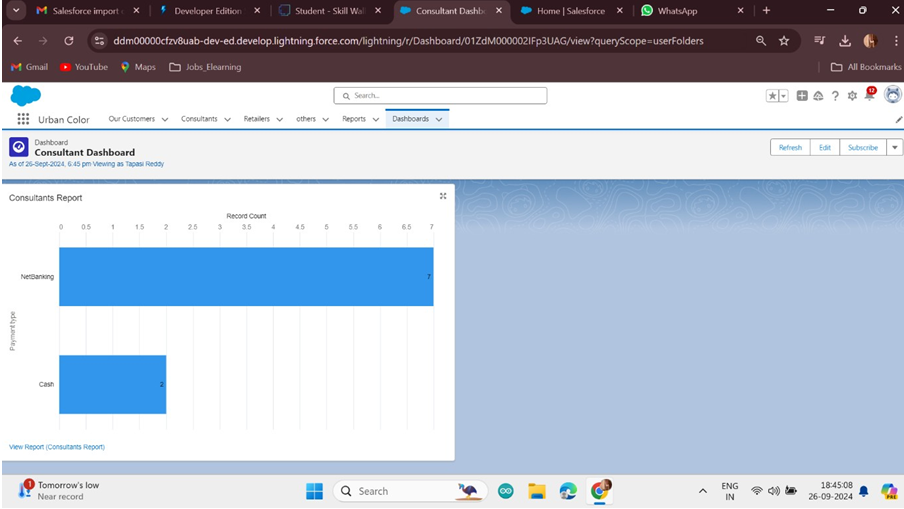 Salesforce import
Developer Edition
Student - Skill Wal
Consultant Dashb
Home | Salesforce
WhatsApp
ddm00000cfzv8uab-dev-ed.develop.lightning.force.com/lightning/r/Dashboard/01ZdM000002IFp3UAG/view?queryScope=userFolders
Gmail
YouTube
Maps
Jobs_Elearning
All Bookmarks
Search...
12
Urban Color
Our Customers
Consultants
Retailers
others
Reports
Dashboards
Dashboard
Consultant Dashboard
As of 26-Sept-2024, 6:45 pm Viewing as Tapasi Reddy
Refresh
Edit
Subscribe
Consultants Report
Record Count
0 0.5 1 1.5 2 2.5 3 3.5 4 4.5 5 5.5 6 6.5 7
Payment type
NetBanking
7
Cash
2
View Report (Consultants Report)
1
Tomorrow's low
Near record
Search
ENG
IN
18:45:08
26-09-2024
PRE